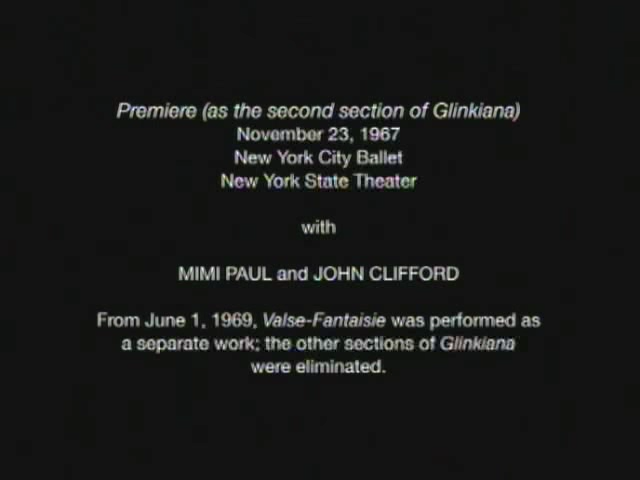 Premiere (as the second section of Glinkiana)
November 23, 1967
New York City Ballet
New York State Theater
with
MIMI PAUL and JOHN CLIFFORD
From June 1, 1969, Valse-Fantaisie was performed as
a separate work; the other sections of Glinkiana
were eliminated.